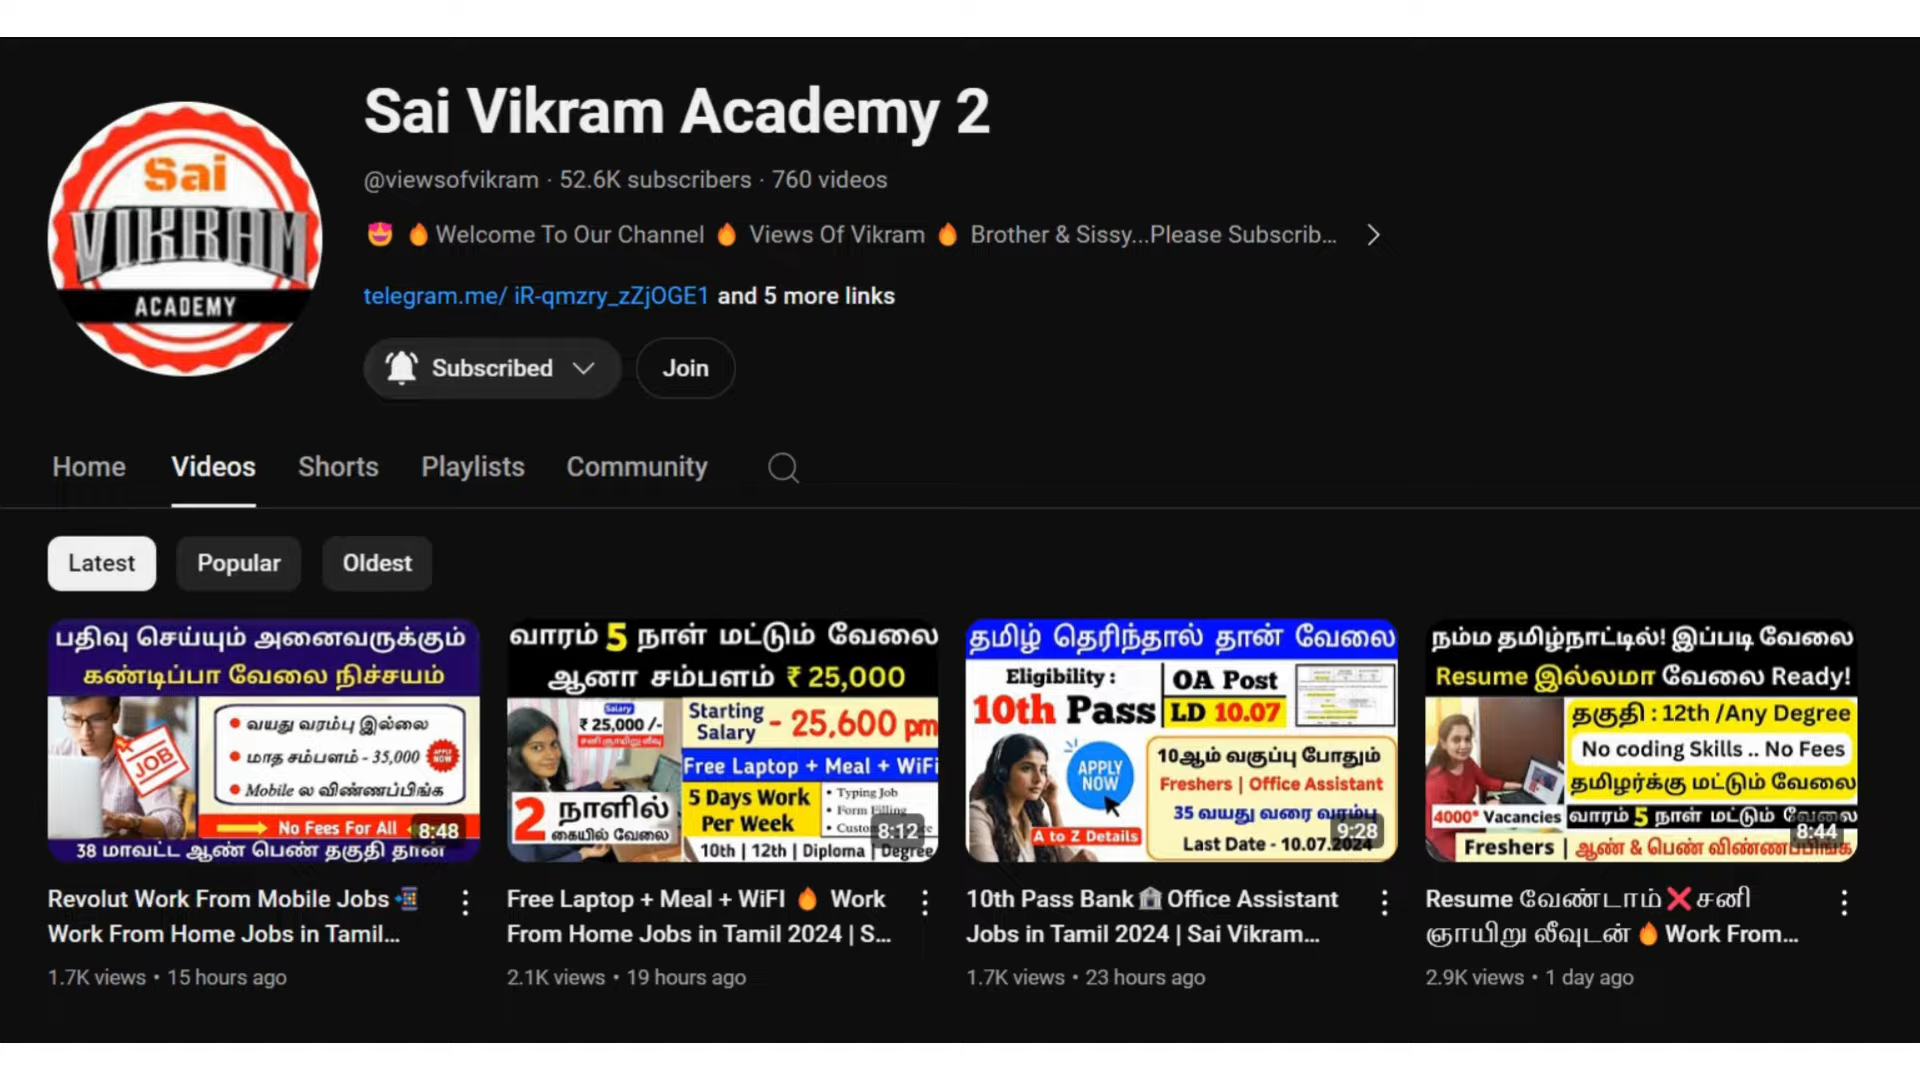 Sai Vikram Academy 2
Sai
VIKRAM
ACADEMY
@viewsofvikram · 52.6K subscribers · 760 videos
😍 🔥 Welcome To Our Channel 🔥 Views Of Vikram 🔥 Brother & Sissy...Please Subscrib...
telegram.me/ iR-qmzry_zZjOGE1 and 5 more links
Subscribed
Join
Home Videos Shorts Playlists Community
Latest Popular Oldest
பதிவு செய்யும் அனைவருக்கும்
கண்டிப்பா வேலை நிச்சயம்
JOB
• வயது வரம்பு இல்லை
• மாத சம்பளம் - 35,000
APPLY NOW
• Mobile ல விண்ணப்பிங்க
No Fees For All
8:48
38 மாவட்ட ஆண் பெண் தகுதி தான்
வாரம் 5 நாள் மட்டும் வேலை
ஆனா சம்பளம் ₹ 25,000
Salary
₹ 25,000 /-
சனி ஞாயிறு லீவு
Starting Salary - 25,600 pm
Free Laptop + Meal + WiFi
2 நாளில்
கையில் வேலை
5 Days Work
Per Week
• Typing Job
• Form Filling
8:12
10th | 12th | Diploma | Degree
தமிழ் தெரிந்தால் தான் வேலை
Eligibility :
10th Pass
OA Post
LD 10.07
APPLY
NOW
A to Z Details
10ஆம் வகுப்பு போதும்
Freshers | Office Assistant
35 வயது வரை வரம்பு
9:28
Last Date - 10.07.2024
நம்ம தமிழ்நாட்டில்! இப்படி வேலை
Resume இல்லமா வேலை Ready!
தகுதி : 12th /Any Degree
No coding Skills .. No Fees
தமிழர்க்கு மட்டும் வேலை
4000+ Vacancies
வாரம் 5 நாள் மட்டும் வேலை
8:44
Freshers | ஆண் & பெண் விண்ணப்பிங்க
Revolut Work From Mobile Jobs 📲
Work From Home Jobs in Tamil...
1.7K views • 15 hours ago
Free Laptop + Meal + WiFI 🔥 Work
From Home Jobs in Tamil 2024 | S...
2.1K views • 19 hours ago
10th Pass Bank 🏦 Office Assistant
Jobs in Tamil 2024 | Sai Vikram...
1.7K views • 23 hours ago
Resume வேண்டாம் ❌ சனி
ஞாயிறு லீவுடன் 🔥 Work From...
2.9K views • 1 day ago